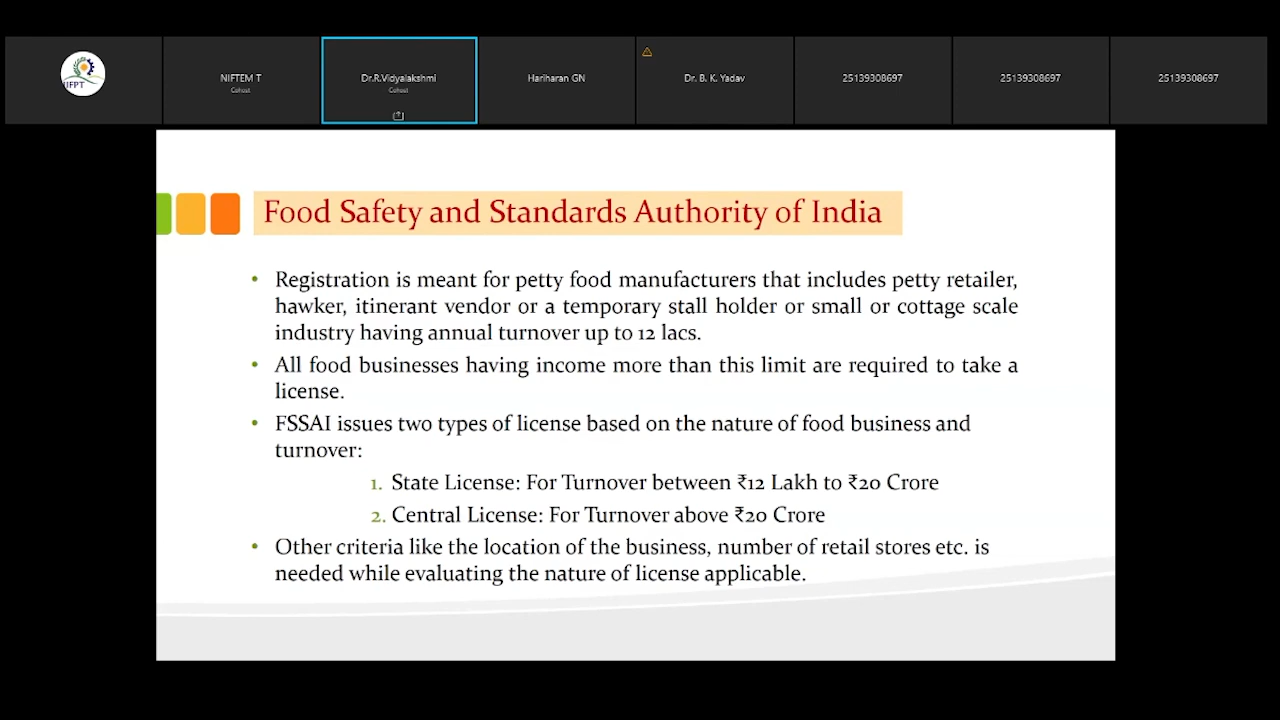 IIFPT
NIFTEM T
Cohost
Dr.R.Vidyalakshmi
Cohost
Hariharan GN
Dr. B. K. Yadav
25139308697
25139308697
25139308697
Food Safety and Standards Authority of India
• Registration is meant for petty food manufacturers that includes petty retailer,
hawker, itinerant vendor or a temporary stall holder or small or cottage scale
industry having annual turnover up to 12 lacs.
• All food businesses having income more than this limit are required to take a
license.
• FSSAI issues two types of license based on the nature of food business and
turnover:
1. State License: For Turnover between ₹12 Lakh to ₹20 Crore
2. Central License: For Turnover above ₹20 Crore
• Other criteria like the location of the business, number of retail stores etc. is
needed while evaluating the nature of license applicable.